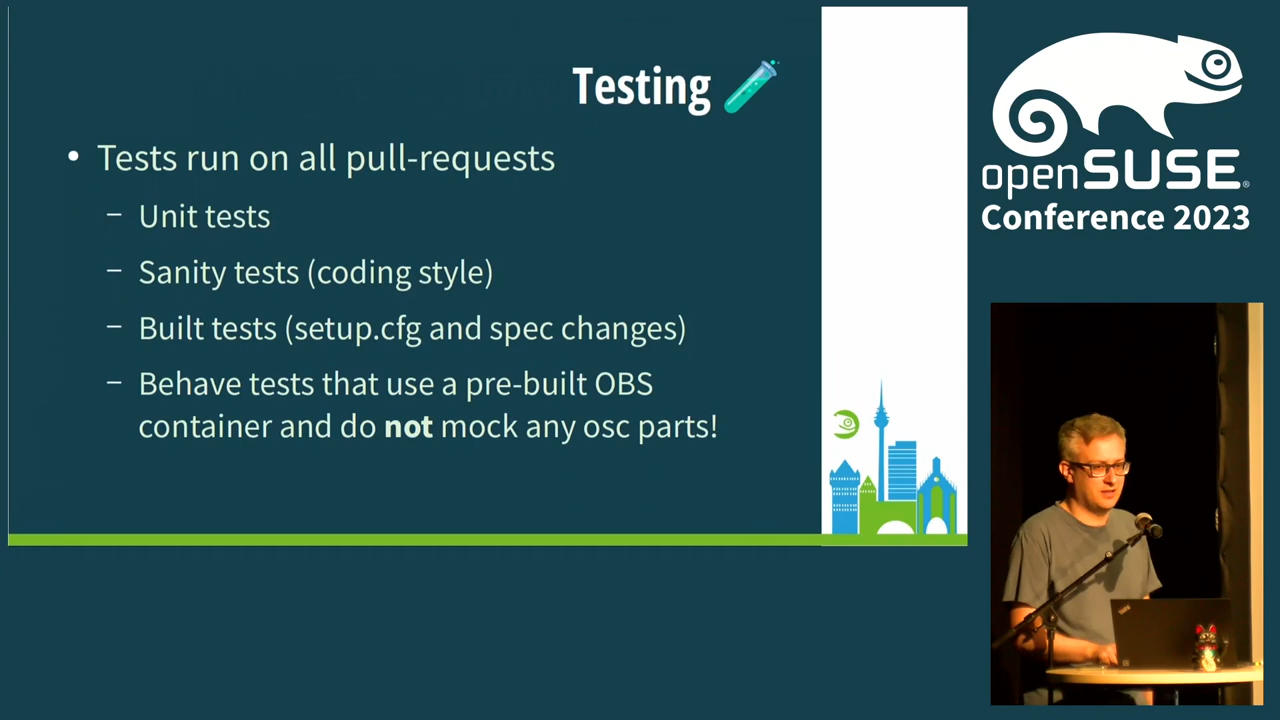 Testing
• Tests run on all pull-requests
– Unit tests
– Sanity tests (coding style)
– Built tests (setup.cfg and spec changes)
– Behave tests that use a pre-built OBS
container and do not mock any osc parts!
openSUSE®
Conference 2023